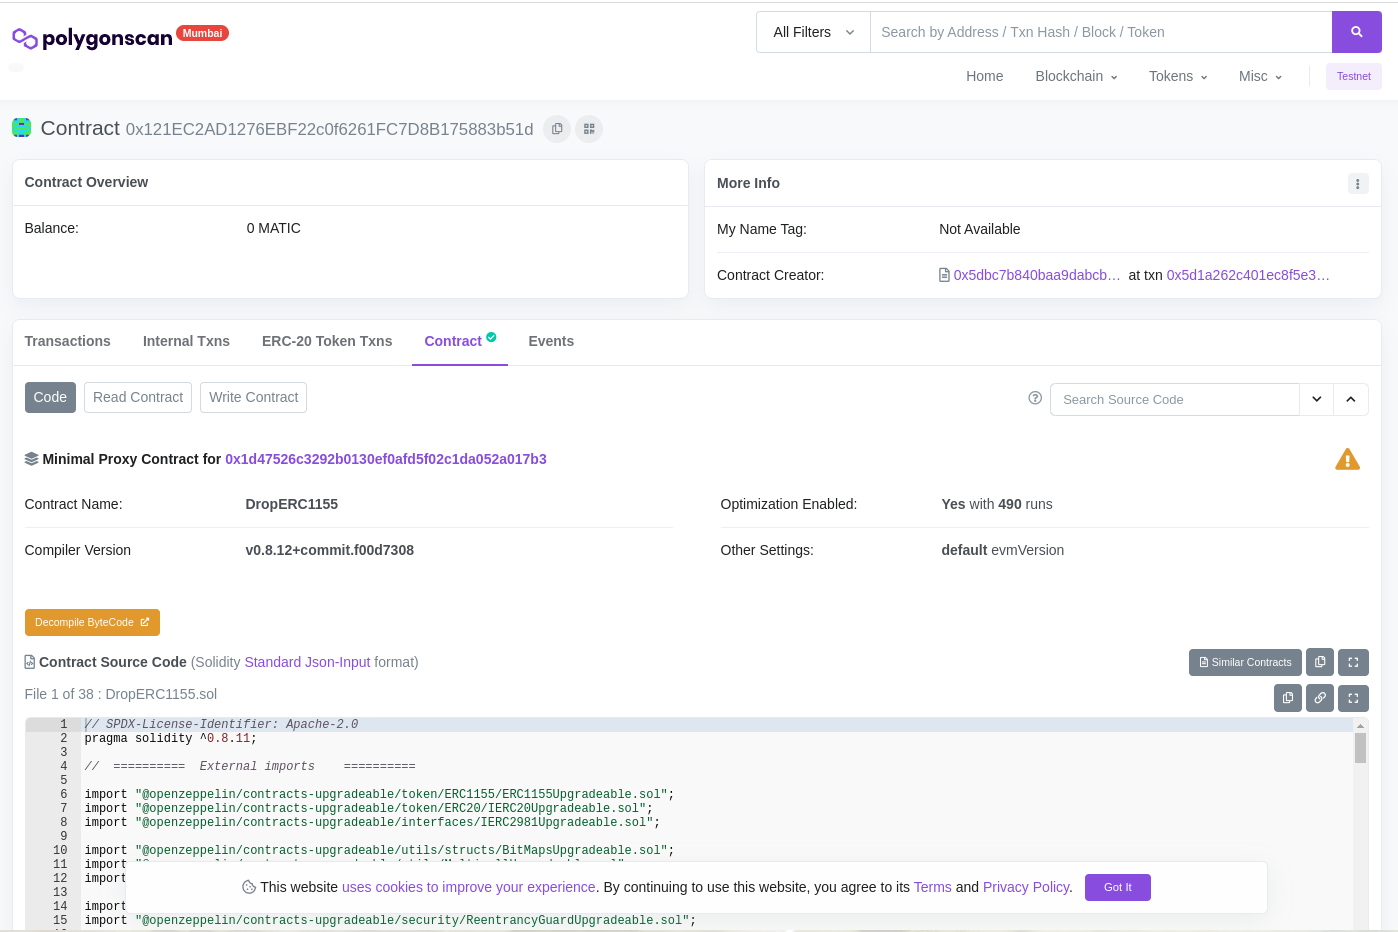 polygonscan Mumbai
All Filters Search by Address / Txn Hash / Block / Token
Home Blockchain Tokens Misc Testnet
Contract 0x121EC2AD1276EBF22c0f6261FC7D8B175883b51d
Contract Overview
Balance: 0 MATIC
More Info
My Name Tag: Not Available
Contract Creator: 0x5dbc7b840baa9dabcb… at txn 0x5d1a262c401ec8f5e3…
Transactions Internal Txns ERC-20 Token Txns Contract Events
Code Read Contract Write Contract Search Source Code
Minimal Proxy Contract for 0x1d47526c3292b0130ef0afd5f02c1da052a017b3
Contract Name: DropERC1155 Optimization Enabled: Yes with 490 runs
Compiler Version v0.8.12+commit.f00d7308 Other Settings: default evmVersion
Decompile ByteCode
Contract Source Code (Solidity Standard Json-Input format) Similar Contracts
File 1 of 38 : DropERC1155.sol
1 // SPDX-License-Identifier: Apache-2.0
2 pragma solidity ^0.8.11;
3
4 //  ==========  External imports    ==========
5
6 import "@openzeppelin/contracts-upgradeable/token/ERC1155/ERC1155Upgradeable.sol";
7 import "@openzeppelin/contracts-upgradeable/token/ERC20/IERC20Upgradeable.sol";
8 import "@openzeppelin/contracts-upgradeable/interfaces/IERC2981Upgradeable.sol";
9
10 import "@openzeppelin/contracts-upgradeable/utils/structs/BitMapsUpgradeable.sol";
11 import
12 import
13
14 import
15 import "@openzeppelin/contracts-upgradeable/security/ReentrancyGuardUpgradeable.sol";
This website uses cookies to improve your experience. By continuing to use this website, you agree to its Terms and Privacy Policy. Got It